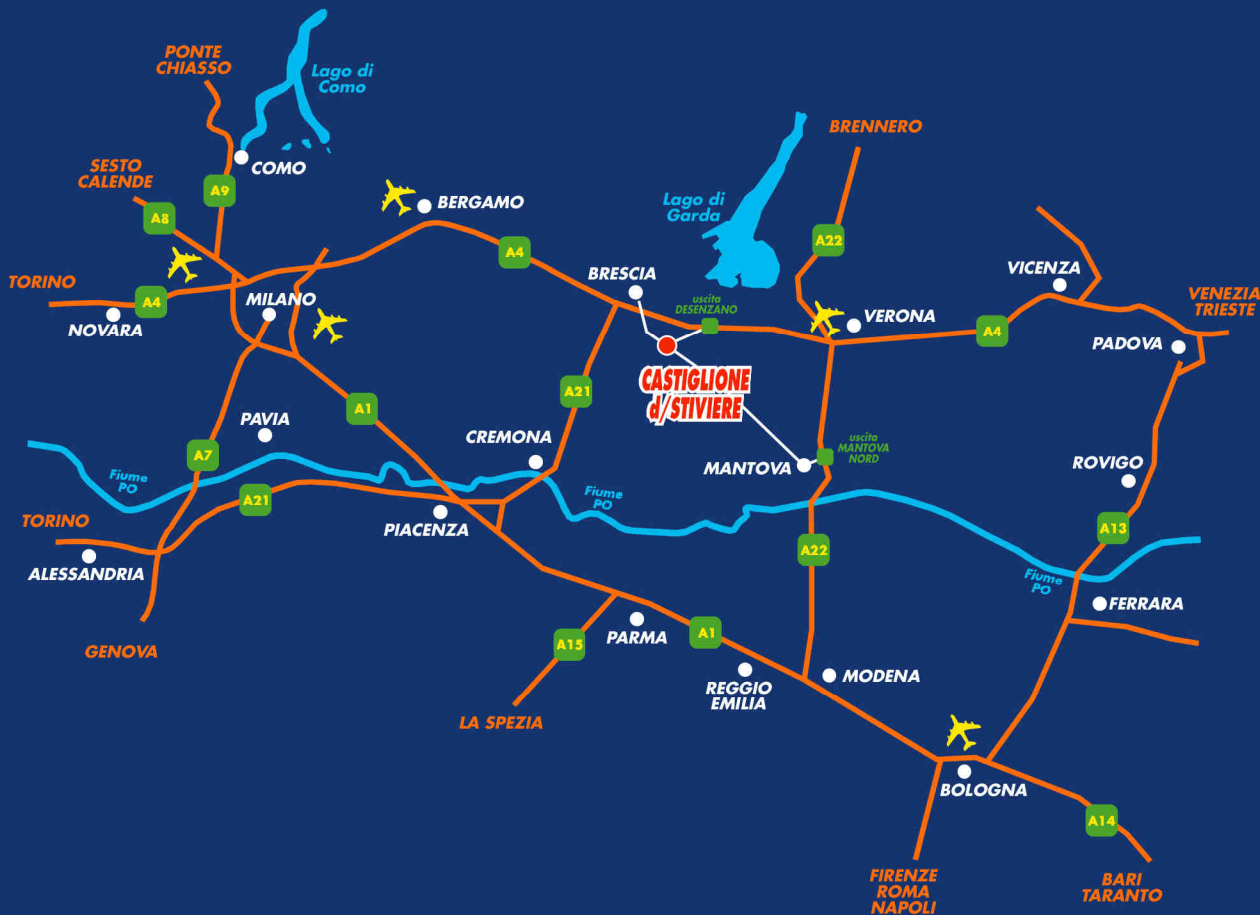 PONTE
CHIASSO
Lago di
Como
COMO
SESTO
CALENDE
A9
A8
BERGAMO
BRENNERO
Lago di
Garda
A22
A4
BRESCIA
VICENZA
TORINO
A4
NOVARA
MILANO
uscita
DESENZANO
VERONA
A4
VENEZIA
TRIESTE
PADOVA
CASTIGLIONE
d/STIVIERE
A21
A1
PAVIA
CREMONA
A7
uscita
MANTOVA
NORD
MANTOVA
ROVIGO
Fiume
PO
A21
Fiume
PO
TORINO
PIACENZA
A13
A22
ALESSANDRIA
Fiume
PO
FERRARA
GENOVA
A15
PARMA
A1
REGGIO
EMILIA
MODENA
LA SPEZIA
BOLOGNA
A14
FIRENZE
ROMA
NAPOLI
BARI
TARANTO